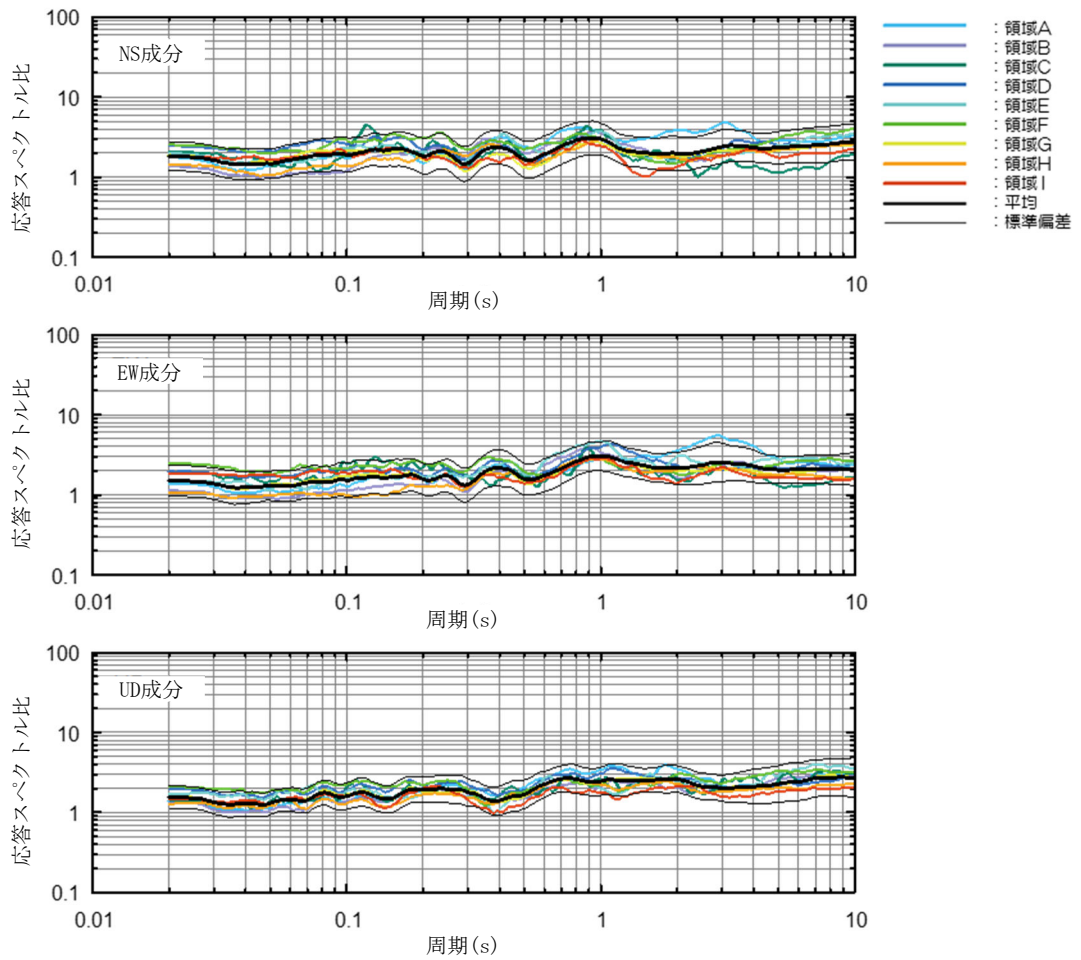 100
10
1
0.1
NS成分
応答スペクトル比
0.01
0.1
1
10
周期(s)
:領域A
:領域B
:領域C
:領域D
:領域E
:領域F
:領域G
:領域H
:領域I
:平均
:標準偏差
100
10
1
0.1
EW成分
応答スペクトル比
0.01
0.1
1
10
周期(s)
100
10
1
0.1
UD成分
応答スペクトル比
0.01
0.1
1
10
周期(s)